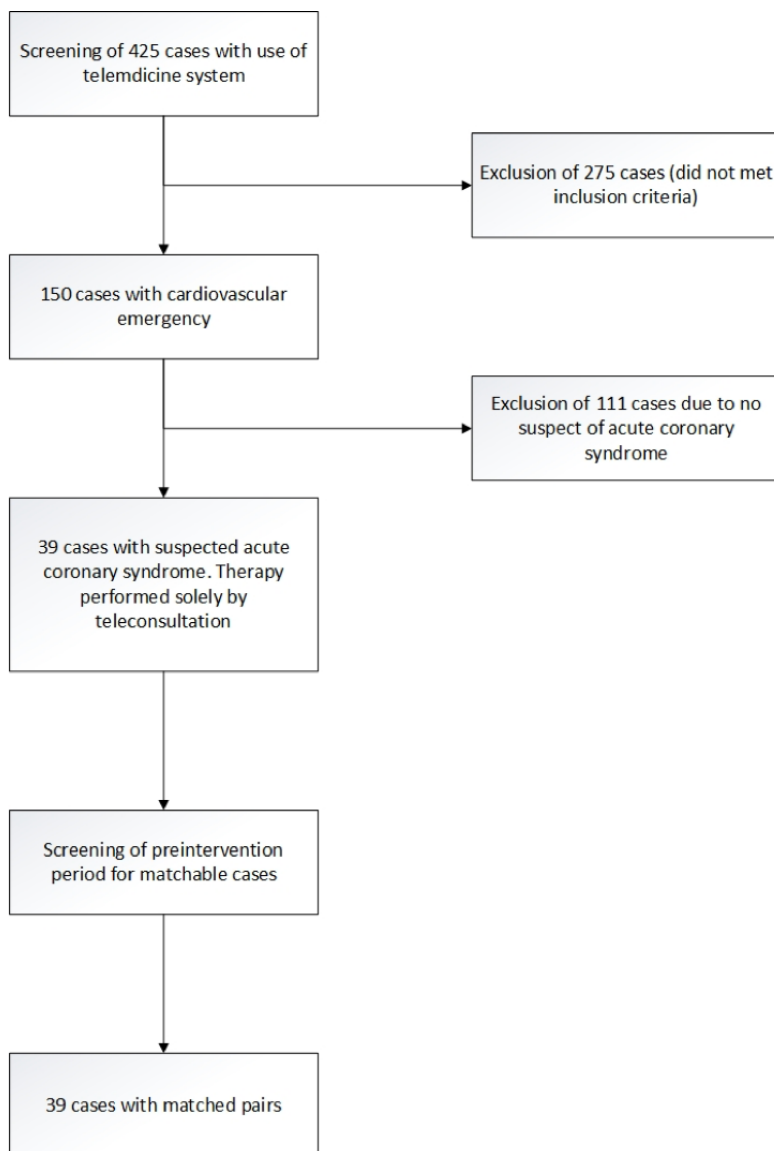 Screening of 425 cases with use of
telemdicine system
Exclusion of 275 cases (did not met
inclusion criteria)
150 cases with cardiovascular
emergency
Exclusion of 111 cases due to no
suspect of acute coronary
syndrome
39 cases with suspected acute
coronary syndrome. Therapy
performed solely by
teleconsultation
Screening of preintervention
period for matchable cases
39 cases with matched pairs